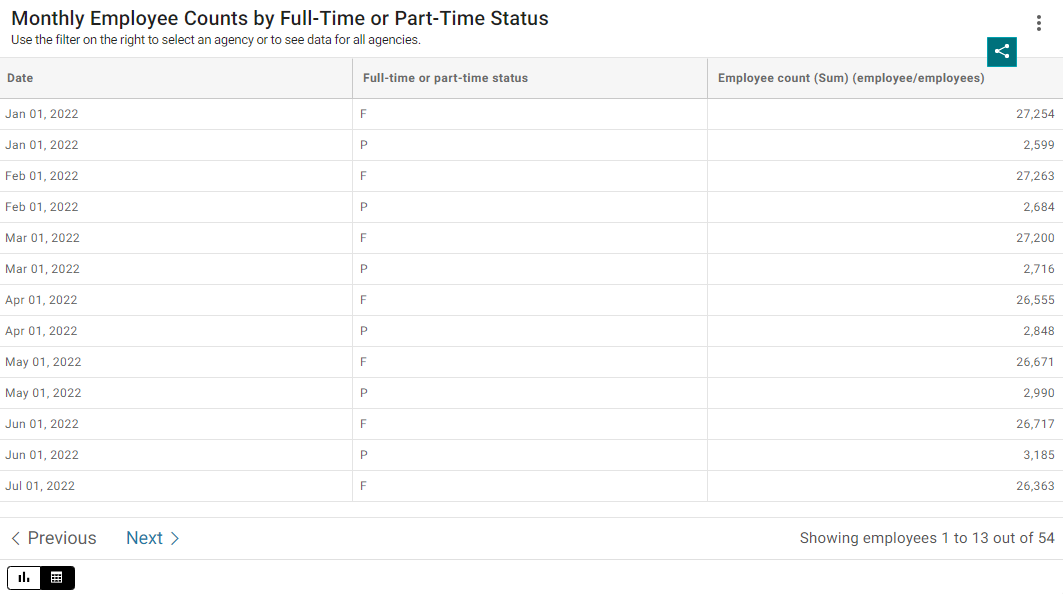 Monthly Employee Counts by Full-Time or Part-Time Status
Use the filter on the right to select an agency or to see data for all agencies.
Date Full-time or part-time status Employee count (Sum) (employee/employees)
Jan 01, 2022 F 27,254
Jan 01, 2022 P 2,599
Feb 01, 2022 F 27,263
Feb 01, 2022 P 2,684
Mar 01, 2022 F 27,200
Mar 01, 2022 P 2,716
Apr 01, 2022 F 26,555
Apr 01, 2022 P 2,848
May 01, 2022 F 26,671
May 01, 2022 P 2,990
Jun 01, 2022 F 26,717
Jun 01, 2022 P 3,185
Jul 01, 2022 F 26,363
Previous Next Showing employees 1 to 13 out of 54